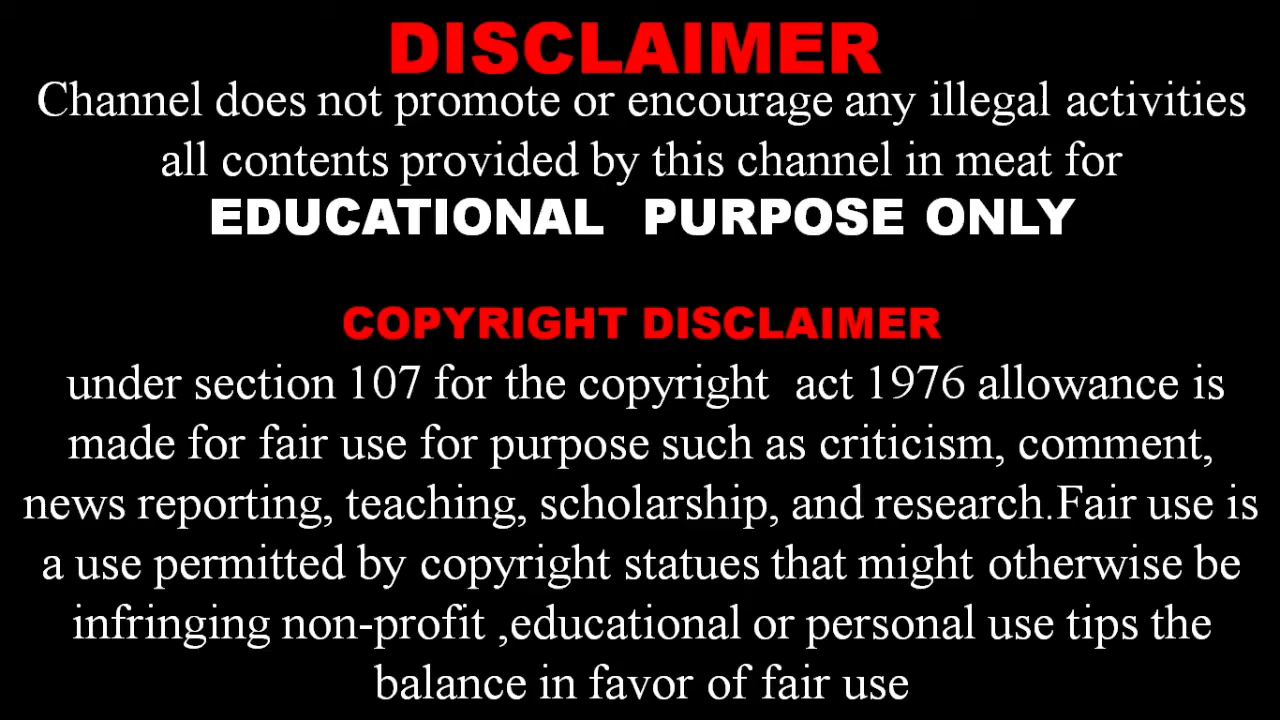 DISCLAIMER
Channel does not promote or encourage any illegal activities
all contents provided by this channel in meat for
EDUCATIONAL PURPOSE ONLY
COPYRIGHT DISCLAIMER
under section 107 for the copyright act 1976 allowance is
made for fair use for purpose such as criticism, comment,
news reporting, teaching, scholarship, and research.Fair use is
a use permitted by copyright statues that might otherwise be
infringing non-profit ,educational or personal use tips the
balance in favor of fair use